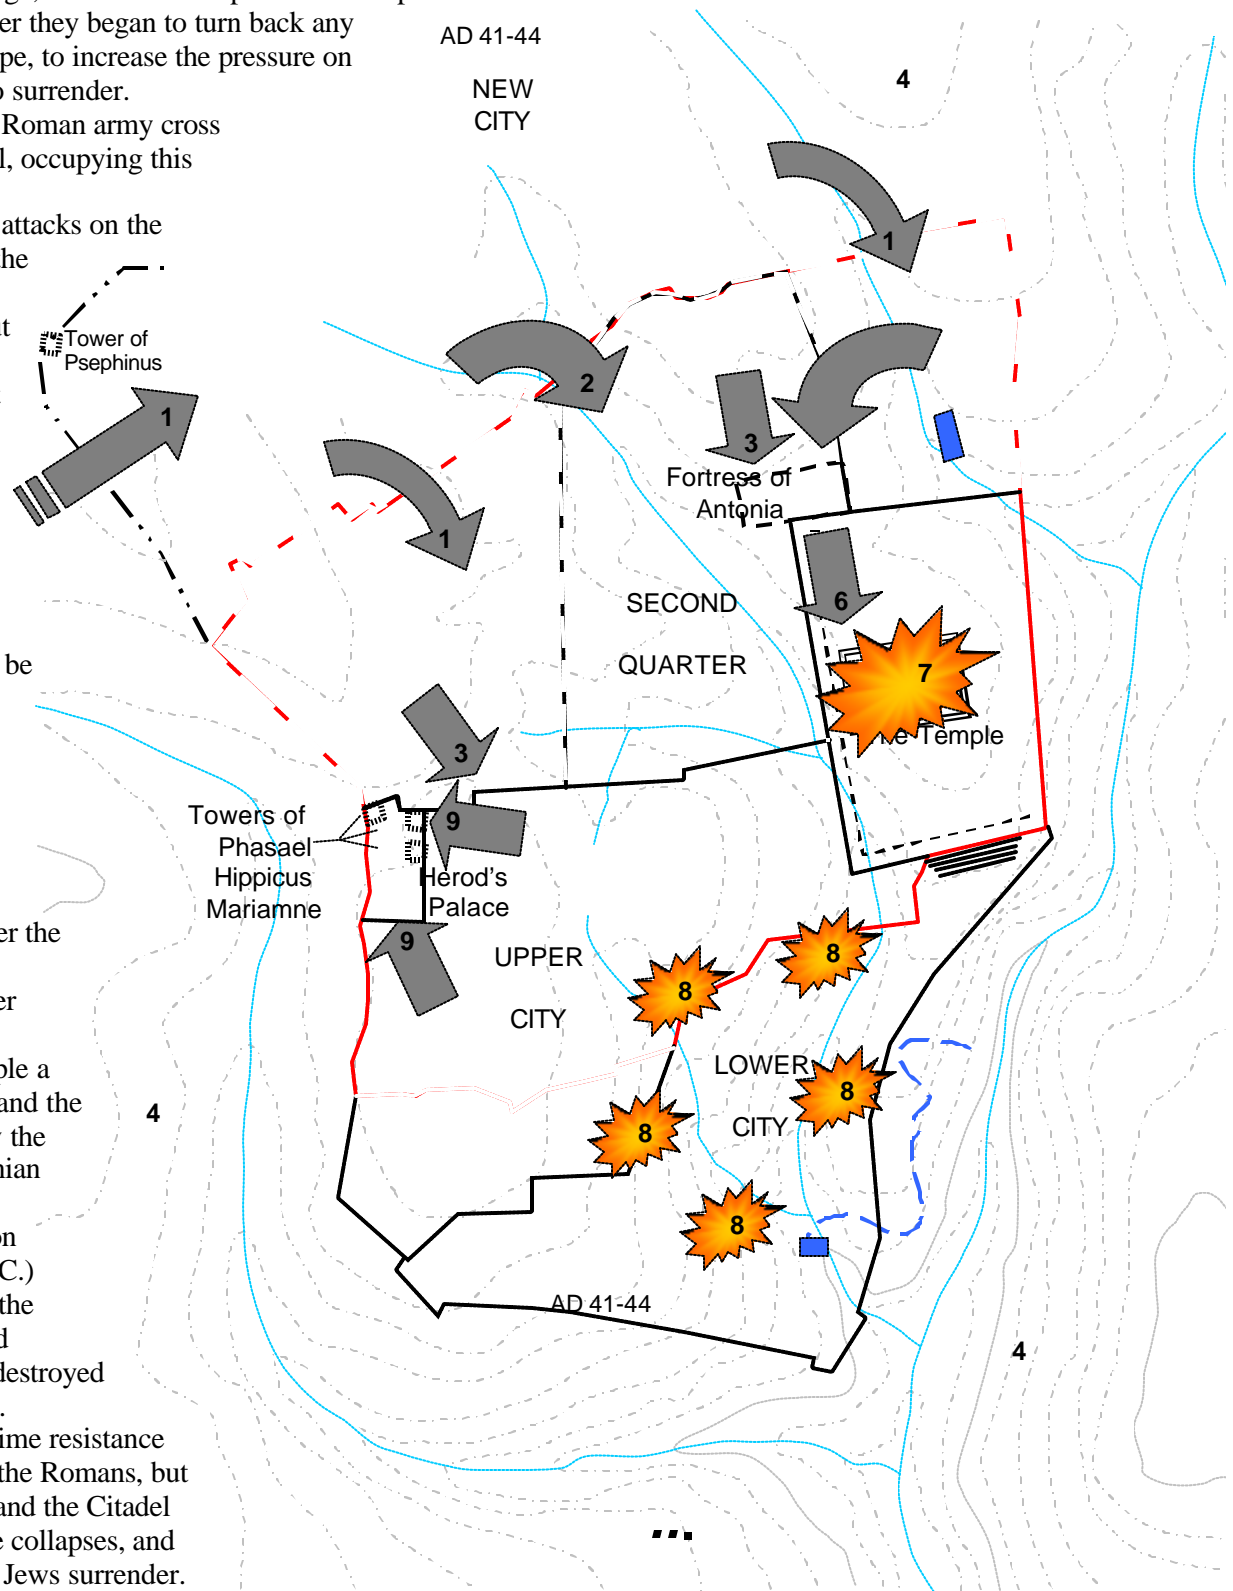 er they began to turn back any
pe, to increase the pressure on
surrender.
Roman army cross
l, occupying this
attacks on the
the
it
be
er the
er
ple a
and the
the
nian
on
C.)
the
d
destroyed
.
ime resistance
the Romans, but
and the Citadel
e collapses, and
Jews surrender.
AD 41-44
NEW
CITY
4
1
Tower of
Psephinus
1
2
1
3
Fortress of
Antonia
6
SECOND
QUARTER
7
The Temple
3
9
Towers of
Phasael
Hippicus
Mariamne
Herod's
Palace
9
UPPER
CITY
8
8
LOWER
CITY
8
8
8
4
AD 41-44
4